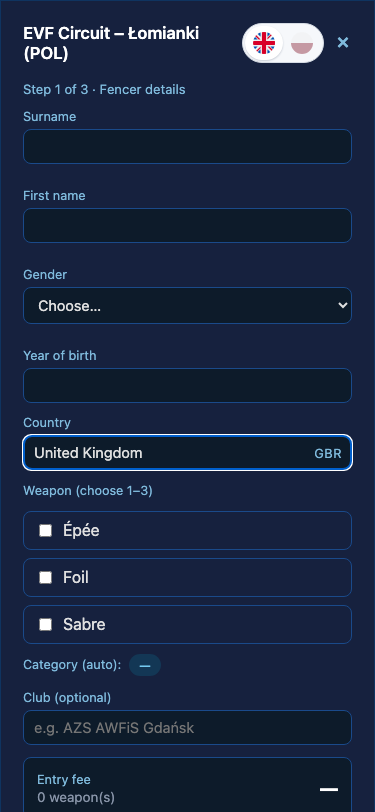 EVF Circuit – Łomianki
(POL)
×
Step 1 of 3 · Fencer details
Surname
First name
Gender
Choose...
Year of birth
Country
United Kingdom GBR
Weapon (choose 1–3)
Épée
Foil
Sabre
Category (auto): —
Club (optional)
e.g. AZS AWFiS Gdańsk
Entry fee
0 weapon(s) —